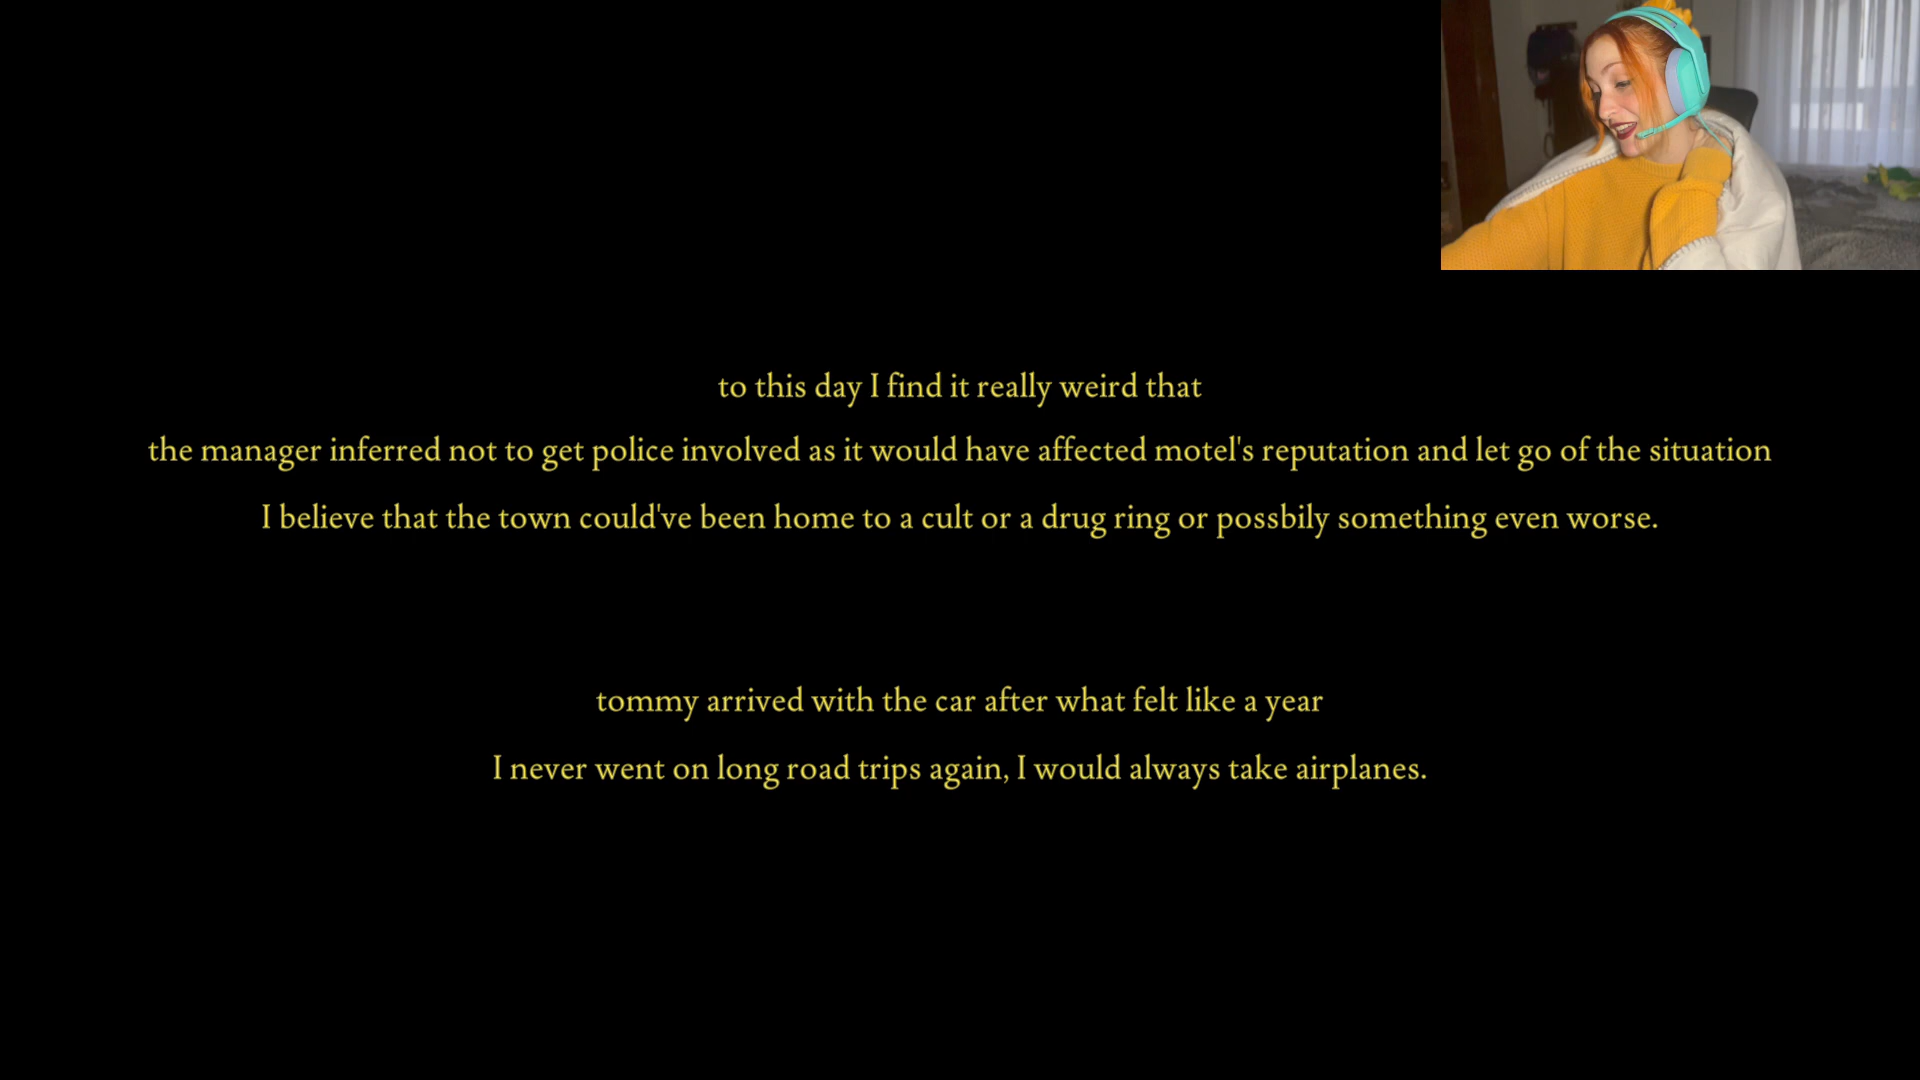 to this day I find it really weird that
the manager inferred not to get police involved as it would have affected motel's reputation and let go of the situation
I believe that the town could've been home to a cult or a drug ring or possbily something even worse.
tommy arrived with the car after what felt like a year
I never went on long road trips again, I would always take airplanes.